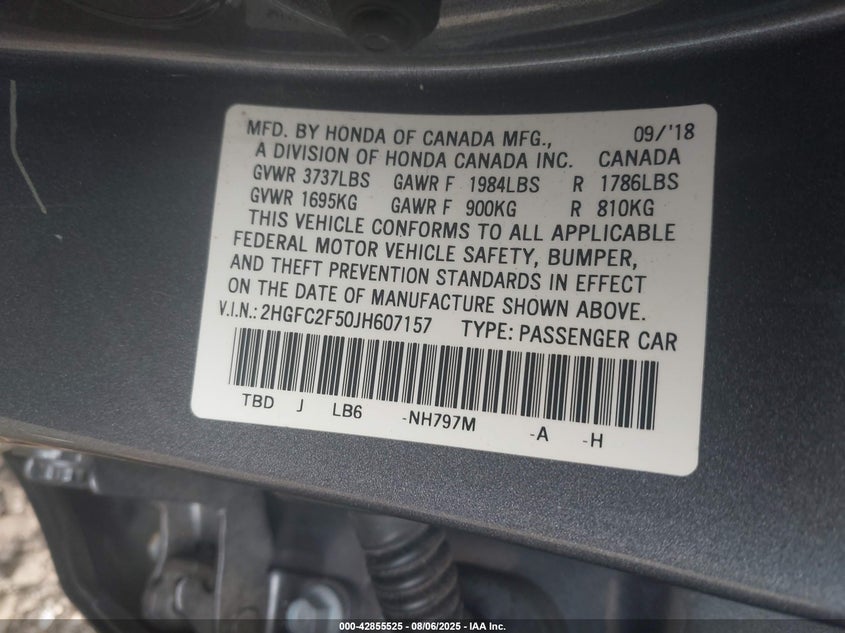 MFD. BY HONDA OF CANADA MFG., 09/'18
A DIVISION OF HONDA CANADA INC. CANADA
GVWR 3737LBS GAWR F 1984LBS R 1786LBS
GVWR 1695KG GAWR F 900KG R 810KG
THIS VEHICLE CONFORMS TO ALL APPLICABLE
FEDERAL MOTOR VEHICLE SAFETY, BUMPER,
AND THEFT PREVENTION STANDARDS IN EFFECT
ON THE DATE OF MANUFACTURE SHOWN ABOVE.
V.I.N.: 2HGFC2F50JH607157 TYPE: PASSENGER CAR
TBD J LB6 -NH797M -A -H
000-42855525 - 08/06/2025 - IAA Inc.